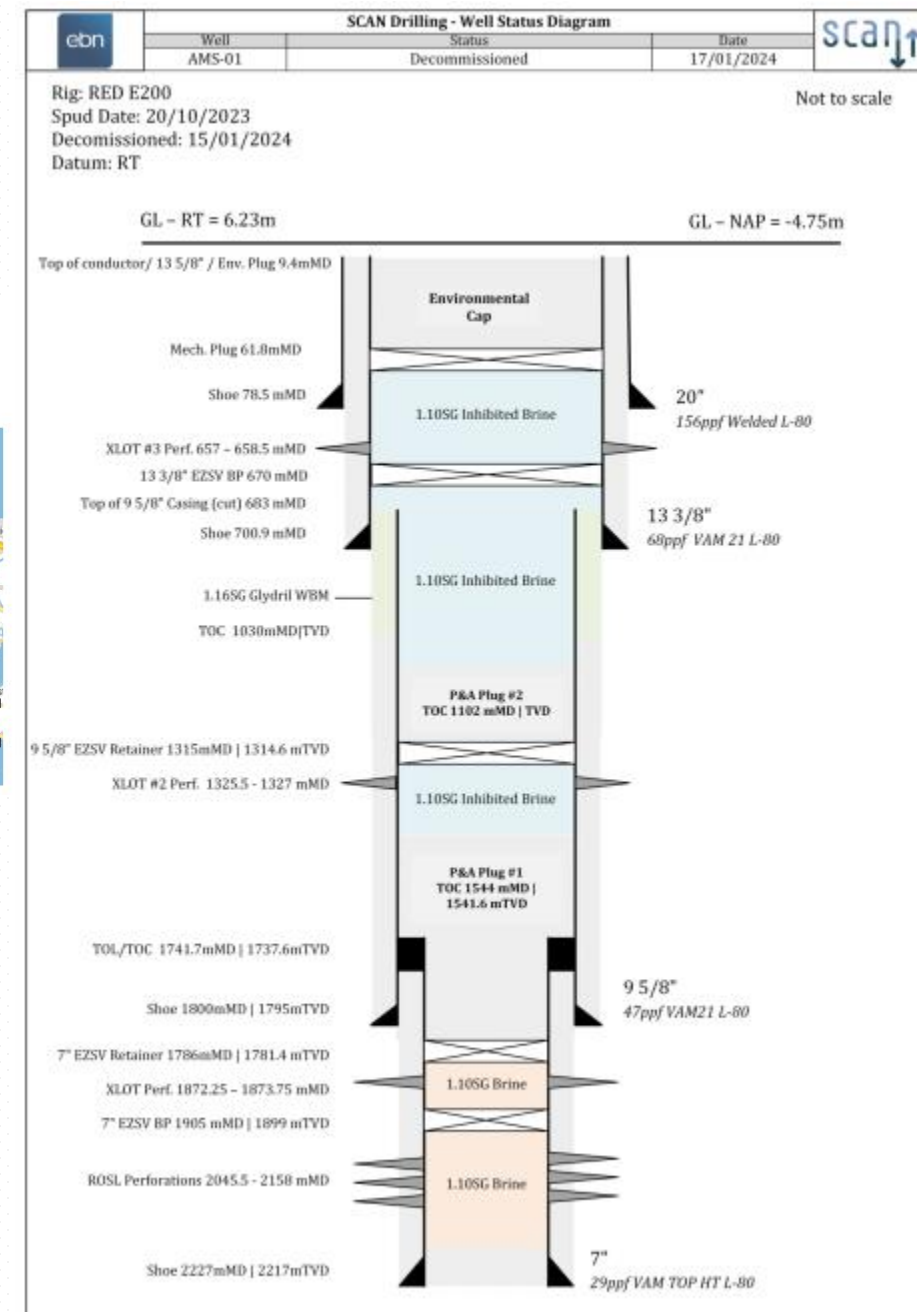 ebn
SCAN Drilling - Well Status Diagram
Well Status Date
AMS-01 Decommissioned 17/01/2024
scan
Rig: RED E200
Spud Date: 20/10/2023
Decomissioned: 15/01/2024
Datum: RT
Not to scale
GL – RT = 6.23m
GL – NAP = -4.75m
Top of conductor/ 13 5/8" / Env. Plug 9.4mMD
Environmental
Cap
Mech. Plug 61.8mMD
Shoe 78.5 mMD
20"
156ppf Welded L-80
1.10SG Inhibited Brine
XLOT #3 Perf. 657 – 658.5 mMD
13 3/8" EZSV BP 670 mMD
Top of 9 5/8" Casing (cut) 683 mMD
Shoe 700.9 mMD
13 3/8"
68ppf VAM 21 L-80
1.10SG Inhibited Brine
1.16SG Glydril WBM
TOC 1030mMD|TVD
P&A Plug #2
TOC 1102 mMD | TVD
9 5/8" EZSV Retainer 1315mMD | 1314.6 mTVD
XLOT #2 Perf. 1325.5 - 1327 mMD
1.10SG Inhibited Brine
P&A Plug #1
TOC 1544 mMD |
1541.6 mTVD
TOL/TOC 1741.7mMD | 1737.6mTVD
9 5/8"
47ppf VAM21 L-80
Shoe 1800mMD | 1795mTVD
7" EZSV Retainer 1786mMD | 1781.4 mTVD
XLOT Perf. 1872.25 – 1873.75 mMD
1.10SG Brine
7" EZSV BP 1905 mMD | 1899 mTVD
ROSL Perforations 2045.5 - 2158 mMD
1.10SG Brine
Shoe 2227mMD | 2217mTVD
7"
29ppf VAM TOP HT L-80